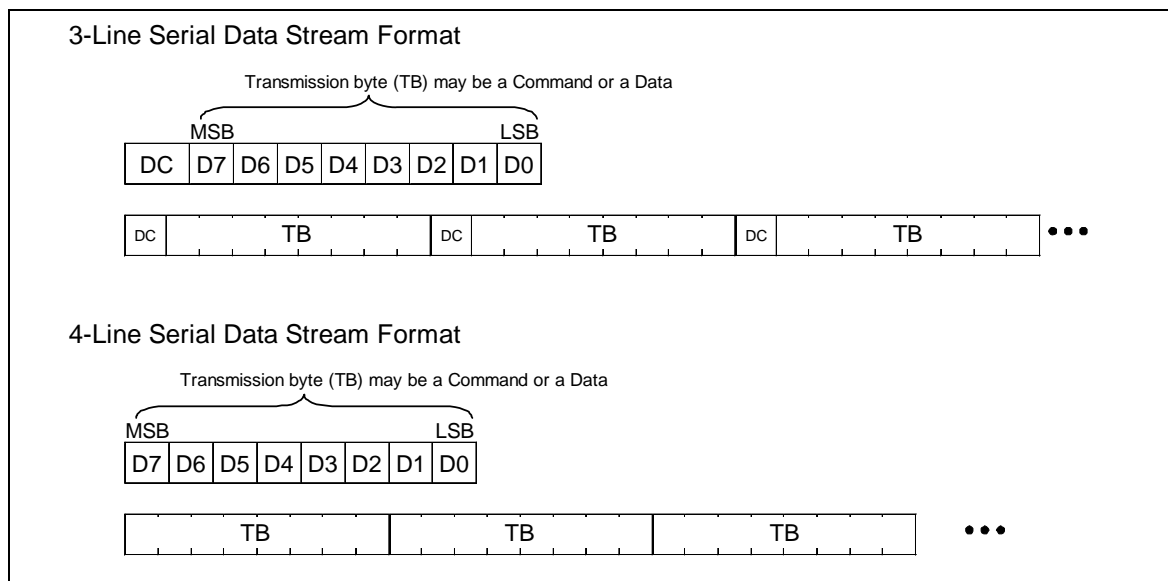 3-Line Serial Data Stream Format
Transmission byte (TB) may be a Command or a Data
MSB LSB
DC D7 D6 D5 D4 D3 D2 D1 D0
DC TB DC TB DC TB •••
4-Line Serial Data Stream Format
Transmission byte (TB) may be a Command or a Data
MSB LSB
D7 D6 D5 D4 D3 D2 D1 D0
TB TB TB •••